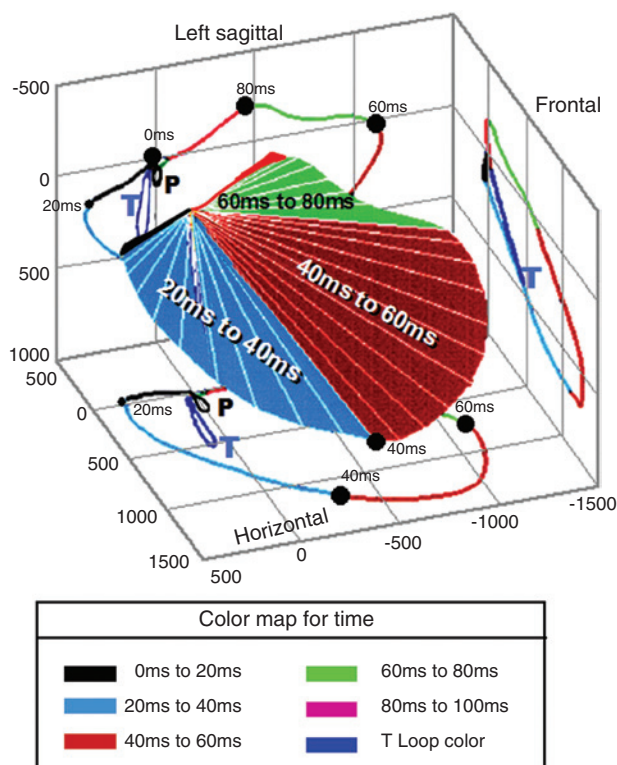 Left sagittal
-500
80ms
60ms
Frontal
0ms
0
P
20ms
T
60ms to 80ms
500
40ms to 60ms
T
20ms to 40ms
1000
500
0
20ms
P
60ms
T
40ms
500
40ms
1000
Horizontal
-1500
-1000
-500
0
1500
500
Color map for time
0ms to 20ms
60ms to 80ms
20ms to 40ms
80ms to 100ms
40ms to 60ms
T Loop color